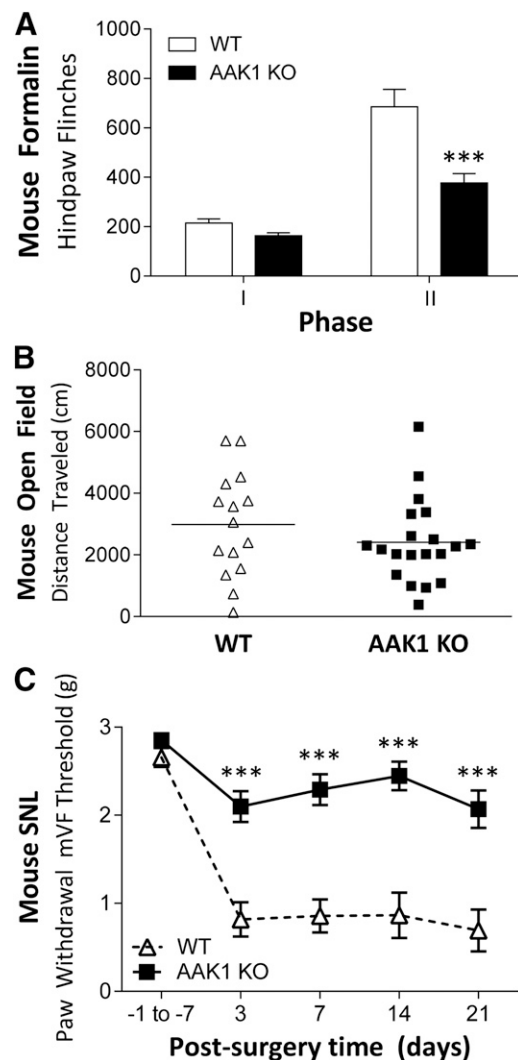 A
Mouse Formalin
Hindpaw Flinches
WT
AAK1 KO
1000
800
600
400
200
0
***
I II
Phase
B
Mouse Open Field
Distance Traveled (cm)
8000
6000
4000
2000
0
WT AAK1 KO
C
Mouse SNL
Paw Withdrawal mVF Threshold (g)
3
2
1
0
*** *** *** ***
WT
AAK1 KO
-1 to -7 3 7 14 21
Post-surgery time (days)